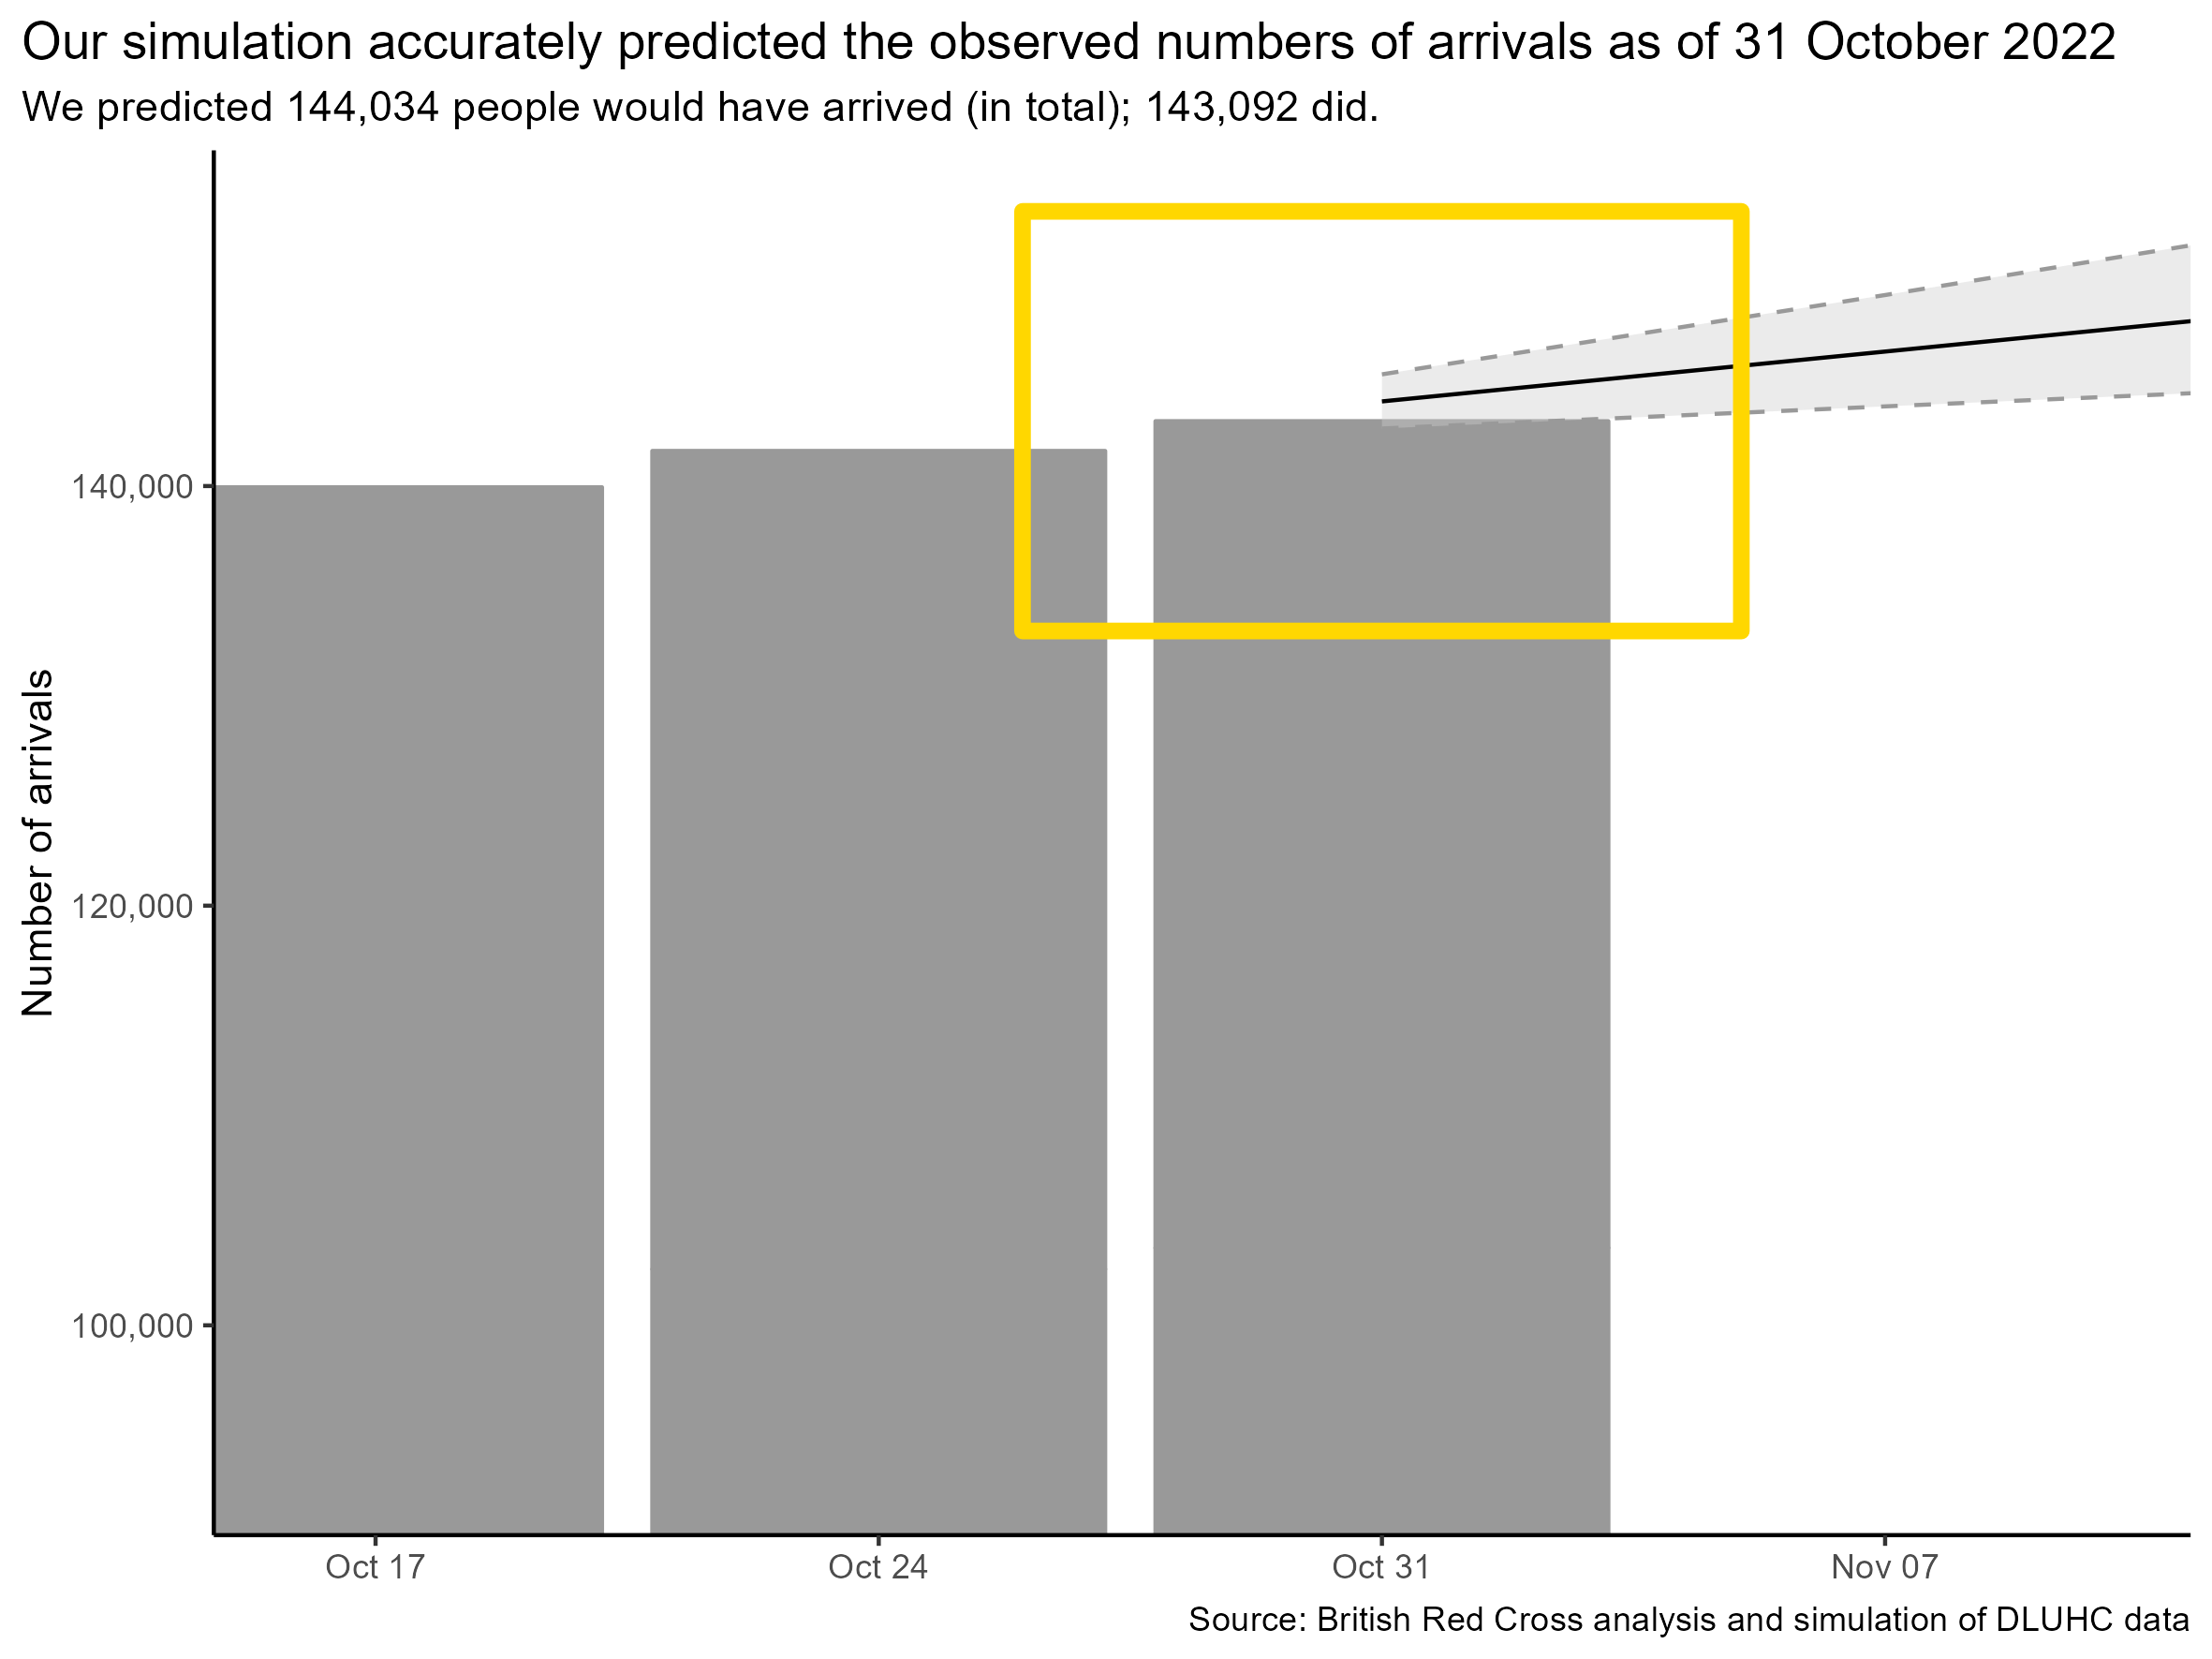 Our simulation accurately predicted the observed numbers of arrivals as of 31 October 2022
We predicted 144,034 people would have arrived (in total); 143,092 did.
Number of arrivals
140,000
120,000
100,000
Oct 17
Oct 24
Oct 31
Nov 07
Source: British Red Cross analysis and simulation of DLUHC data